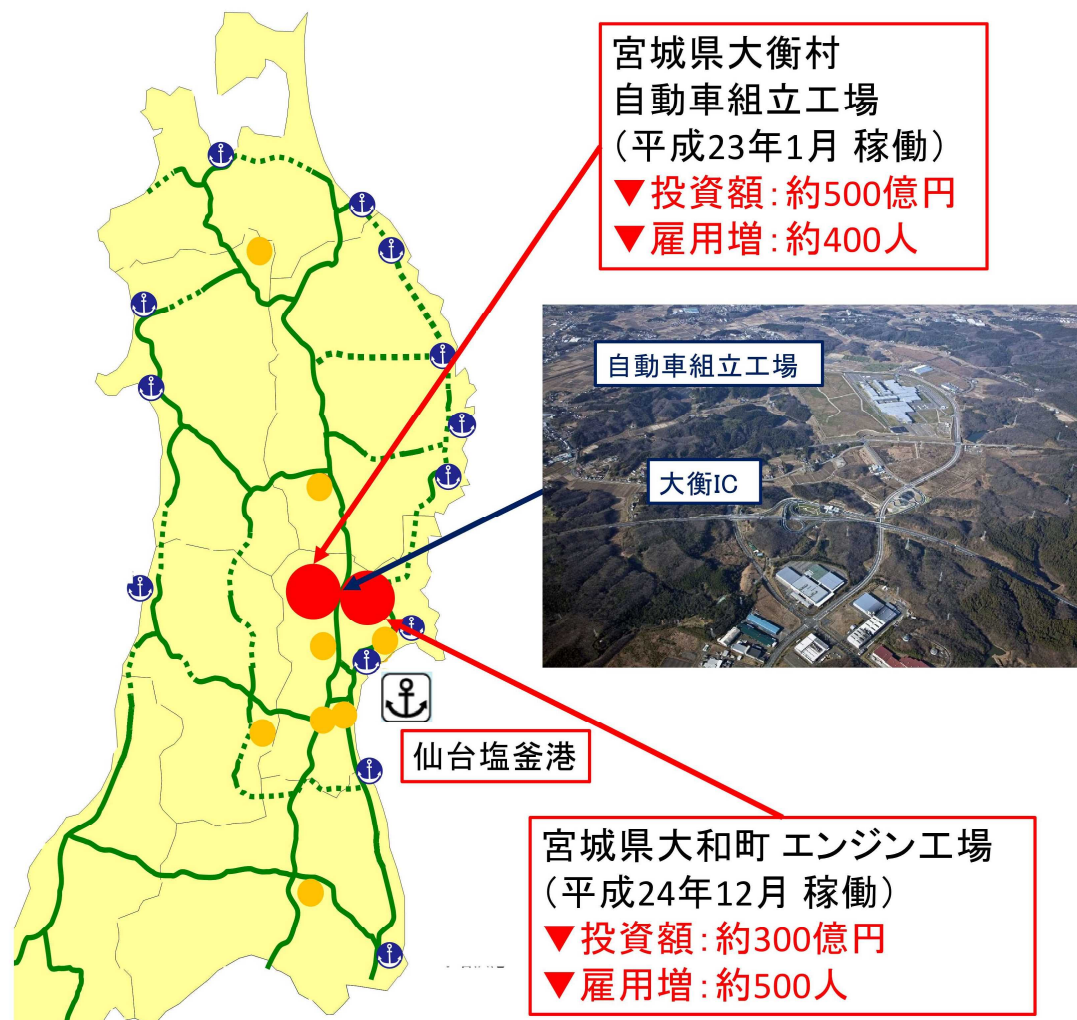 宮城県大衡村
自動車組立工場
(平成23年1月 稼働)
▼投資額:約500億円
▼雇用増:約400人
自動車組立工場
大衡IC
仙台塩釜港
宮城県大和町 エンジン工場
(平成24年12月 稼働)
▼投資額:約300億円
▼雇用増:約500人